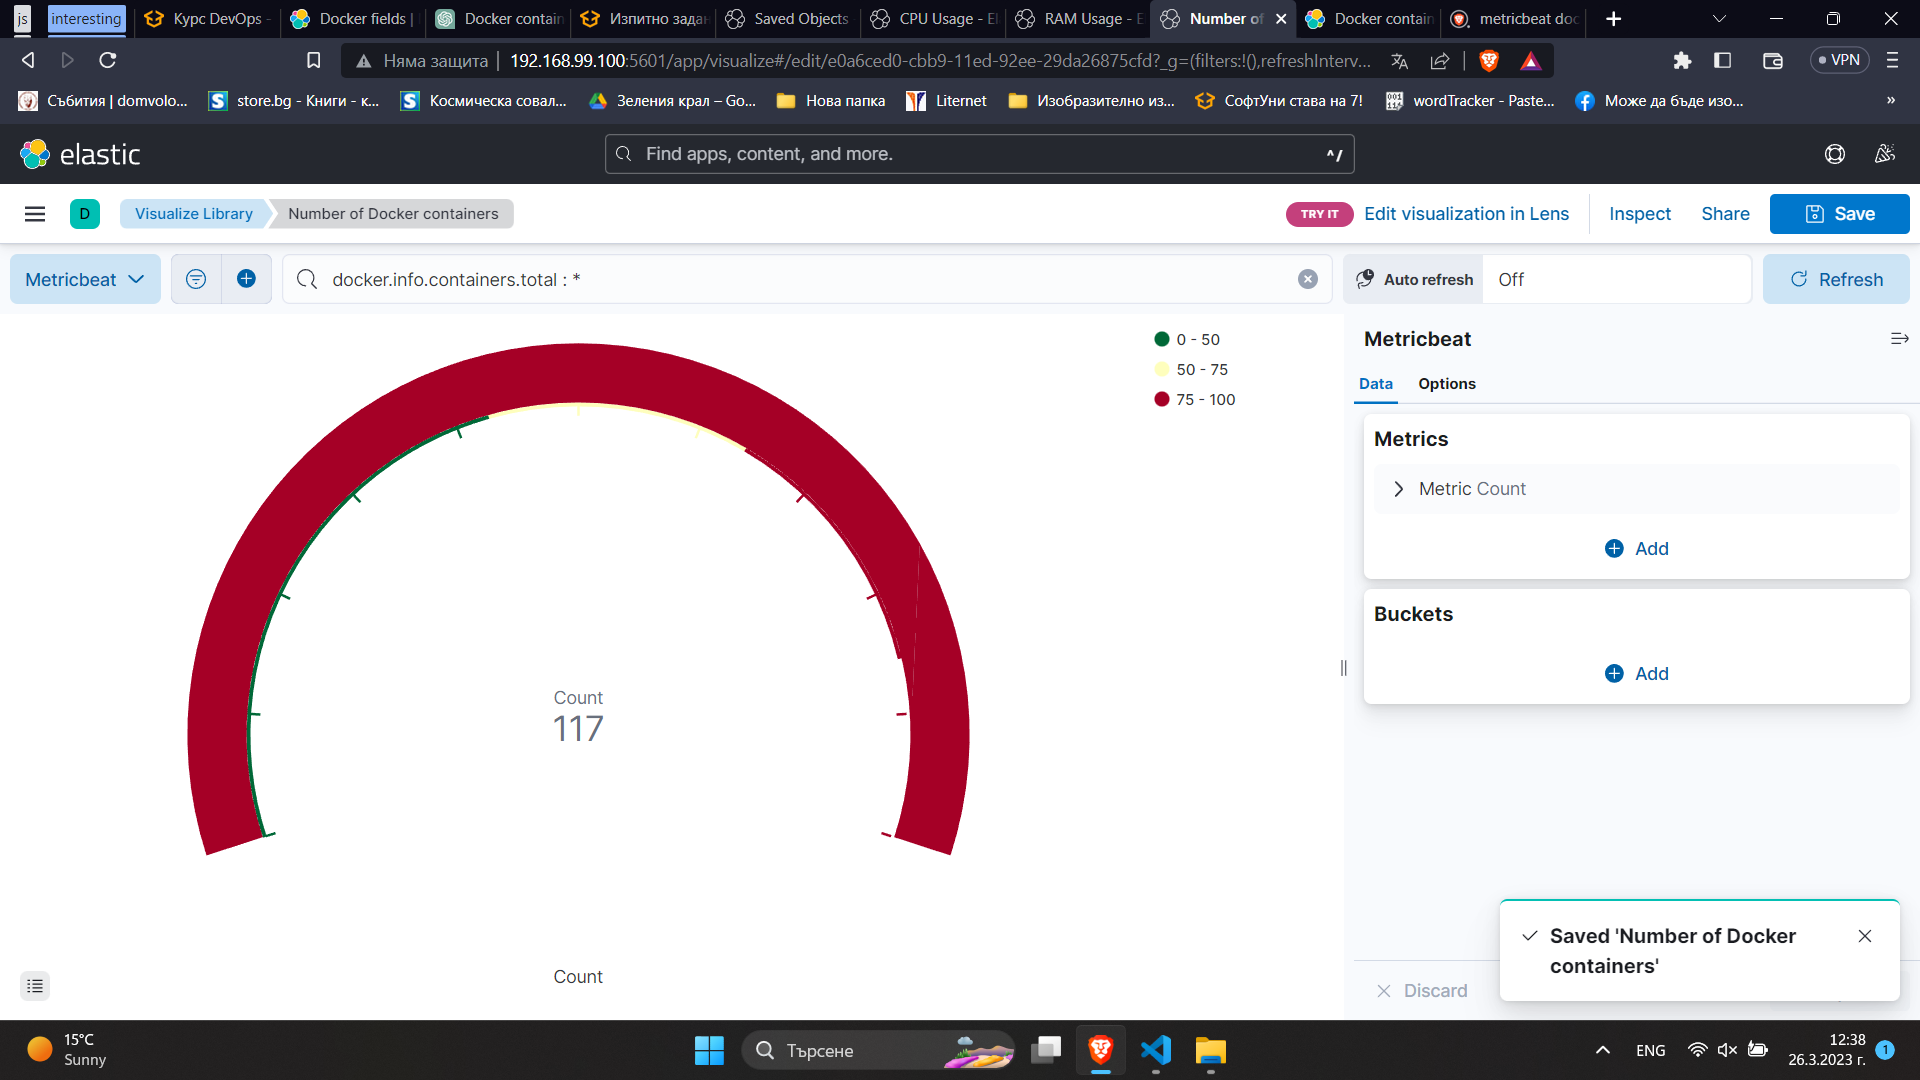 js
interesting
Курс DevOps -
Docker fields |
Docker contain
Изпитно задан
Saved Objects
CPU Usage - El
RAM Usage - E
Number of
Docker contain
metricbeat doc
Няма защита
192.168.99.100:5601/app/visualize#/edit/e0a6ced0-cbb9-11ed-92ee-29da26875cfd?_g=(filters:!(),refreshInterv...
VPN
Събития | domvolo...
store.bg - Книги - к...
Космическа совал...
Зеления крал – Go...
Нова папка
Liternet
Изобразително из...
СофтУни става на 7!
wordTracker - Paste...
Може да бъде изо...
»
elastic
Find apps, content, and more.
^/
D
Visualize Library
Number of Docker containers
TRY IT
Edit visualization in Lens
Inspect
Share
Save
Metricbeat
docker.info.containers.total : *
Auto refresh
Off
Refresh
0 - 50
50 - 75
75 - 100
Count
117
Count
Metricbeat
Data
Options
Metrics
Metric Count
Add
Buckets
Add
Discard
Saved 'Number of Docker
containers'
15°C
Sunny
Търсене
ENG
12:38
26.3.2023 г.
1